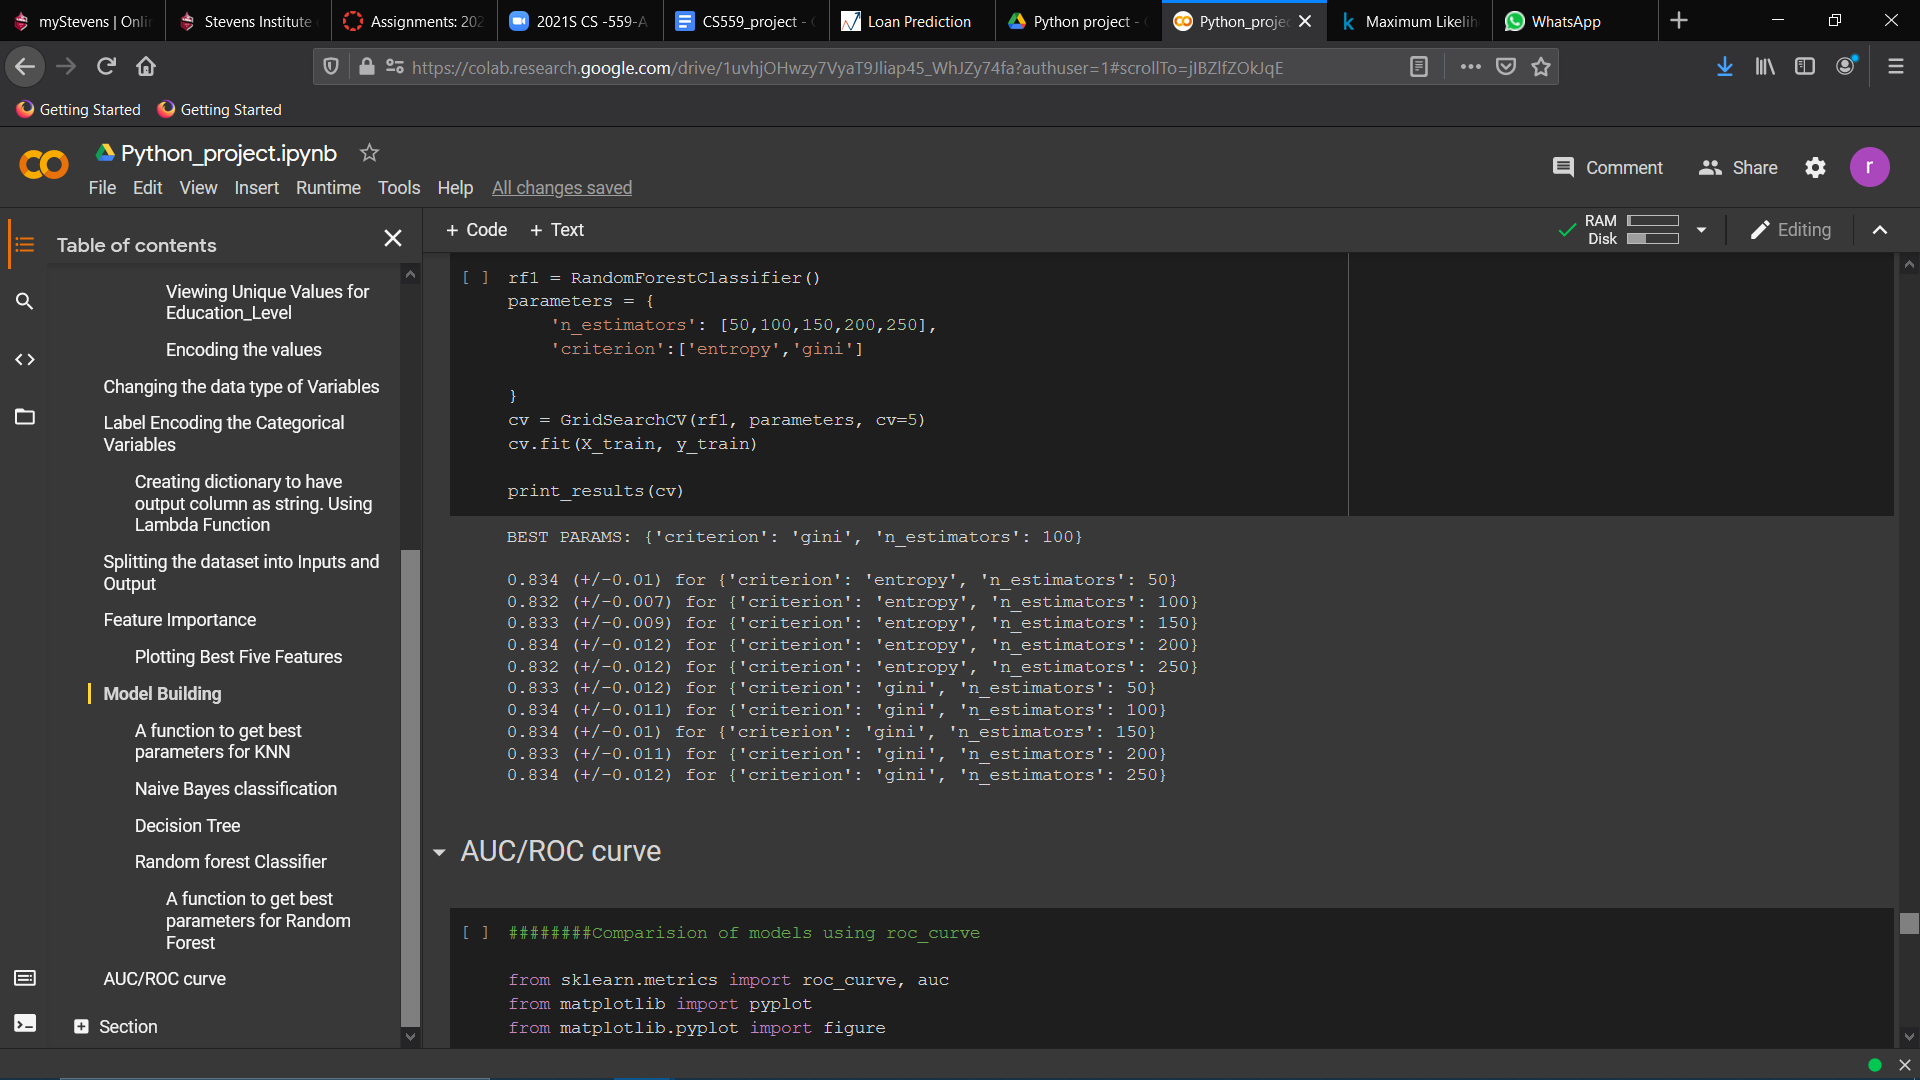 myStevens | Onli
Stevens Institute
Assignments: 202
2021S CS -559-A
CS559_project -
Loan Prediction
Python project -
Python_proje
Maximum Likelih
WhatsApp
https://colab.research.google.com/drive/1uvhjOHwzy7VyaT9Jliap45_WhJZy74fa?authuser=1#scrollTo=jIBZlfZOkJqE
Getting Started
Getting Started
Python_project.ipynb
Comment
Share
r
File Edit View Insert Runtime Tools Help All changes saved
Table of contents
+ Code + Text
RAM
Disk
Editing
Viewing Unique Values for
Education_Level
Encoding the values
Changing the data type of Variables
Label Encoding the Categorical
Variables
Creating dictionary to have
output column as string. Using
Lambda Function
Splitting the dataset into Inputs and
Output
Feature Importance
Plotting Best Five Features
Model Building
A function to get best
parameters for KNN
Naive Bayes classification
Decision Tree
Random forest Classifier
A function to get best
parameters for Random
Forest
AUC/ROC curve
Section
[ ] rf1 = RandomForestClassifier()
parameters = {
'n_estimators': [50,100,150,200,250],
'criterion':['entropy','gini']
}
cv = GridSearchCV(rf1, parameters, cv=5)
cv.fit(X_train, y_train)
print_results(cv)
BEST PARAMS: {'criterion': 'gini', 'n_estimators': 100}
0.834 (+/-0.01) for {'criterion': 'entropy', 'n_estimators': 50}
0.832 (+/-0.007) for {'criterion': 'entropy', 'n_estimators': 100}
0.833 (+/-0.009) for {'criterion': 'entropy', 'n_estimators': 150}
0.834 (+/-0.012) for {'criterion': 'entropy', 'n_estimators': 200}
0.832 (+/-0.012) for {'criterion': 'entropy', 'n_estimators': 250}
0.833 (+/-0.012) for {'criterion': 'gini', 'n_estimators': 50}
0.834 (+/-0.011) for {'criterion': 'gini', 'n_estimators': 100}
0.834 (+/-0.01) for {'criterion': 'gini', 'n_estimators': 150}
0.833 (+/-0.011) for {'criterion': 'gini', 'n_estimators': 200}
0.834 (+/-0.012) for {'criterion': 'gini', 'n_estimators': 250}
AUC/ROC curve
[ ] ########Comparision of models using roc_curve
from sklearn.metrics import roc_curve, auc
from matplotlib import pyplot
from matplotlib.pyplot import figure